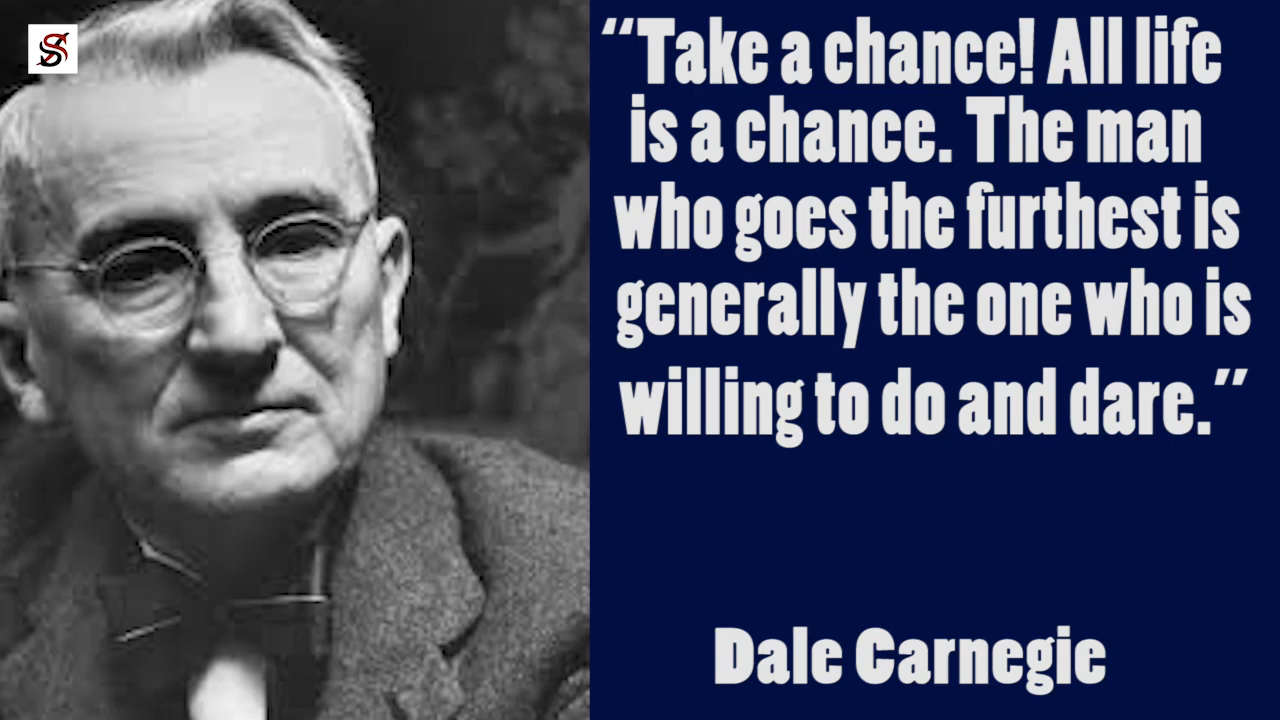 “Take a chance! All life
is a chance. The man
who goes the furthest is
generally the one who is
willing to do and dare.”
Dale Carnegie